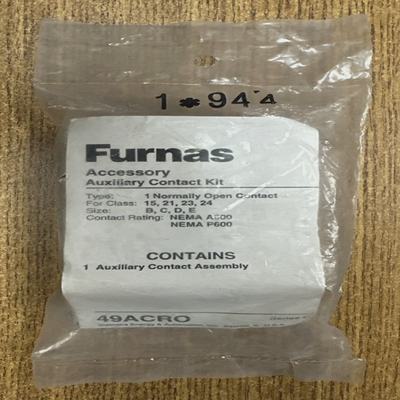 1*944
Furnas
Accessory
Auxiliary Contact Kit
Type: 1 Normally Open Contact
For Class: 15, 21, 23, 24
Size: B, C, D, E
Contact Rating: NEMA A600
NEMA P600
CONTAINS
1 Auxiliary Contact Assembly
49ACRO
Series